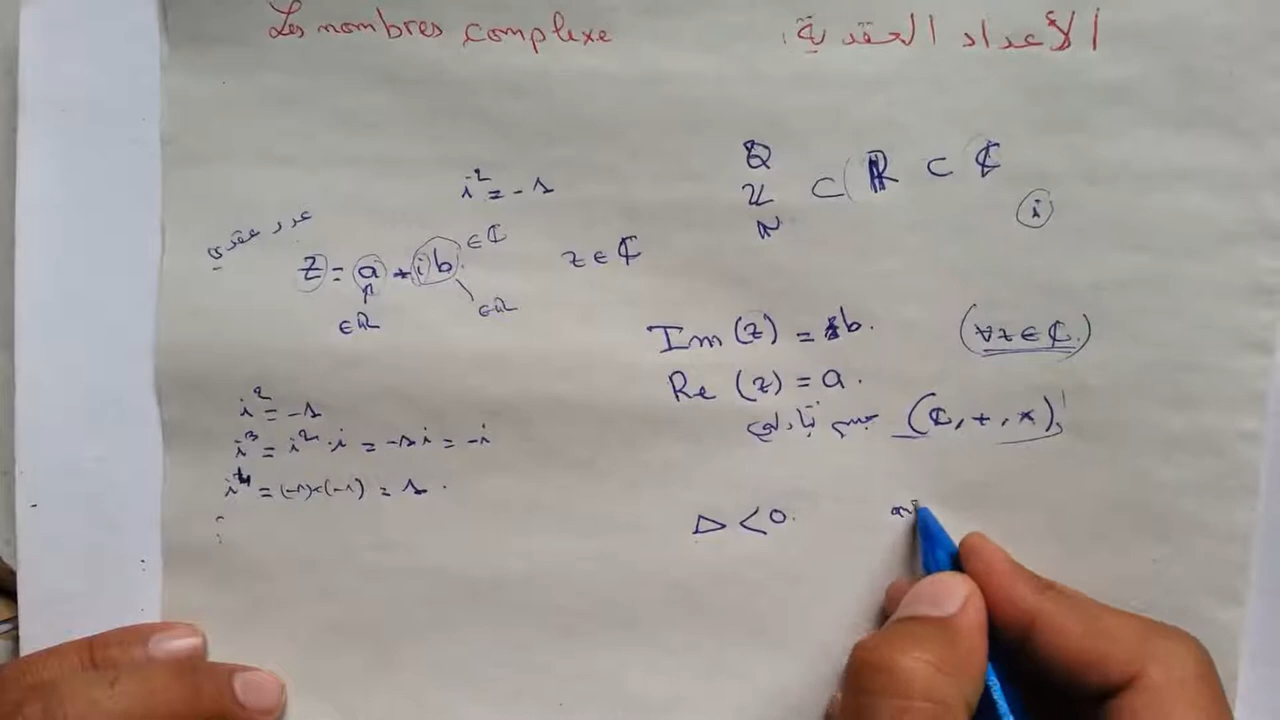 Les nombres complexe
الأعداد العقدية
Q
Z ⊂ ℝ ⊂ ℂ
N
i
i² = -1
عدد عقدي
Z = a + ib ∈ ℂ
∈ℝ
∈ℝ
z ∈ ℂ
Im (z) = b.
(∀z ∈ ℂ.)
Re (z) = a.
(ℂ, +, ×) جسم تبادلي
i² = -1
i³ = i² · i = -1i = -i
i⁴ = (-1)×(-1) = 1 .
Δ < 0.